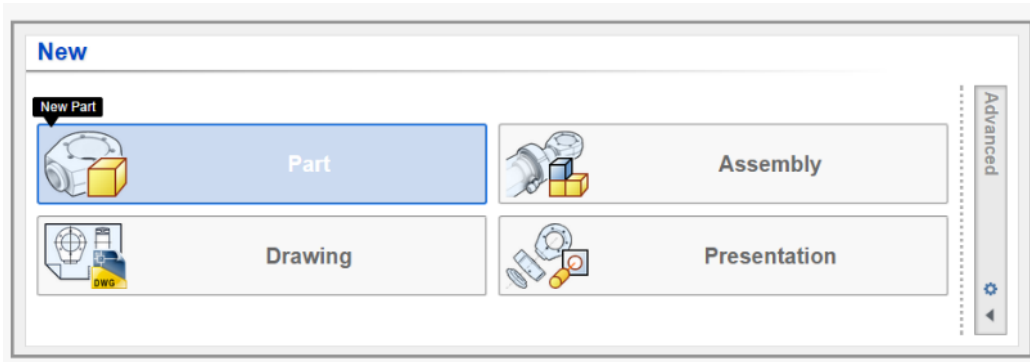 New
New Part
Part
Assembly
Drawing
DWG
Presentation
Advanced